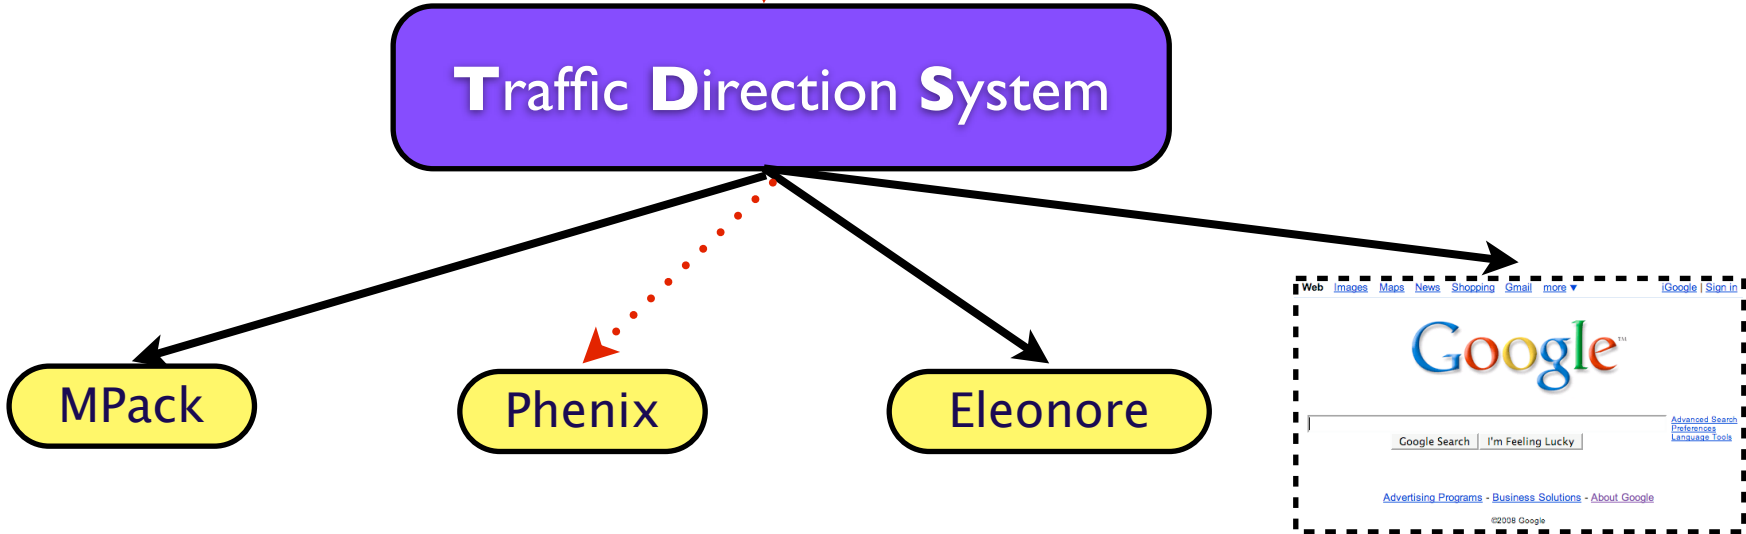 Traffic Direction System
MPack
Phenix
Eleonore
Web Images Maps News Shopping Gmail more ▼ iGoogle | Sign in
Google™
Advanced Search
Preferences
Language Tools
Google Search I'm Feeling Lucky
Advertising Programs - Business Solutions - About Google
©2008 Google